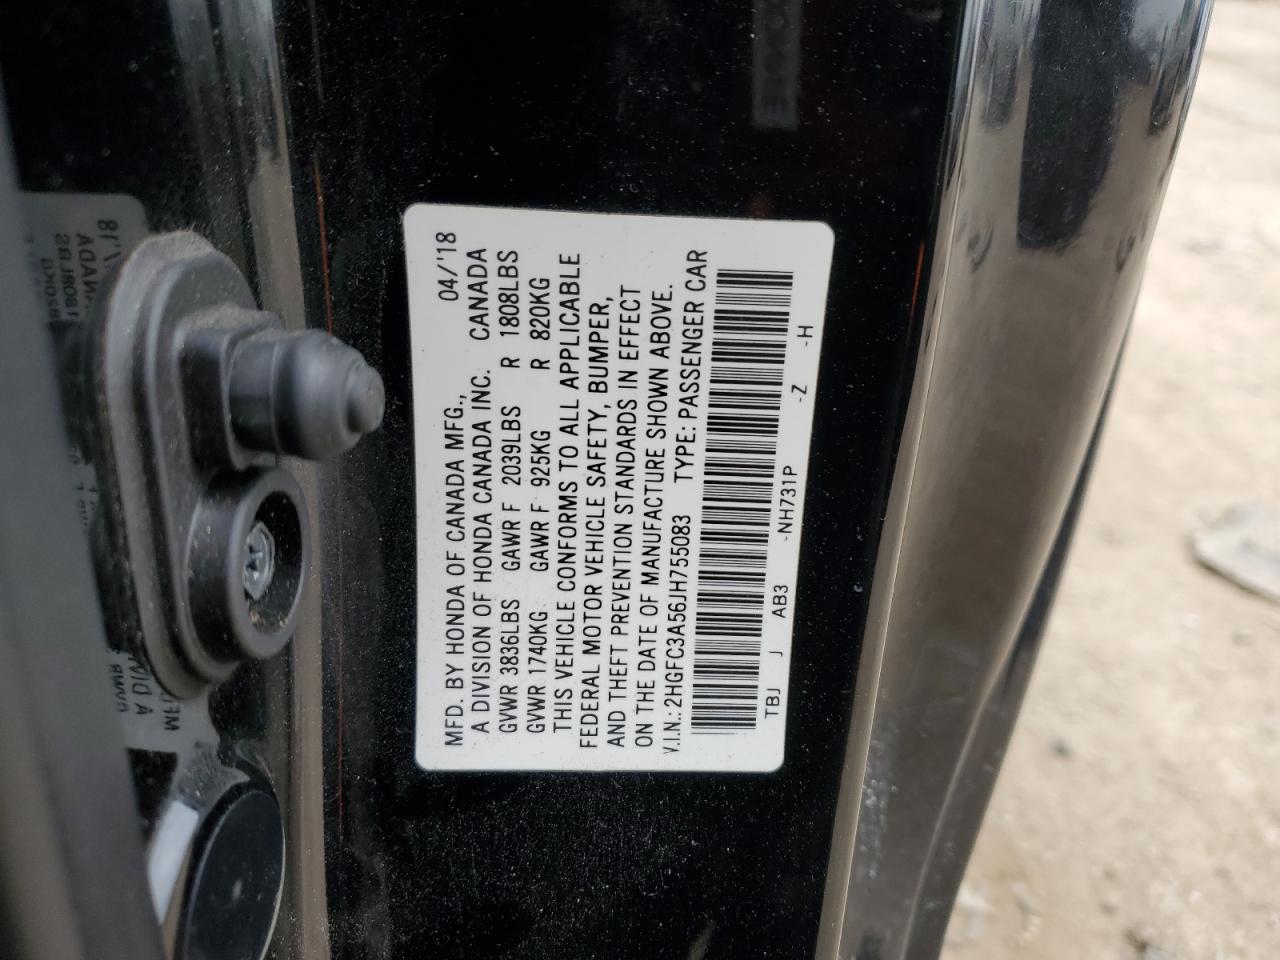 MFD. BY HONDA OF CANADA MFG., 04/'18
A DIVISION OF HONDA CANADA INC. CANADA
GVWR 3836LBS GAWR F 2039LBS R 1808LBS
GVWR 1740KG GAWR F 925KG R 820KG
THIS VEHICLE CONFORMS TO ALL APPLICABLE
FEDERAL MOTOR VEHICLE SAFETY, BUMPER,
AND THEFT PREVENTION STANDARDS IN EFFECT
ON THE DATE OF MANUFACTURE SHOWN ABOVE.
V.I.N.: 2HGFC3A56JH755083 TYPE: PASSENGER CAR
TBJ J AB3 -NH731P -Z -H